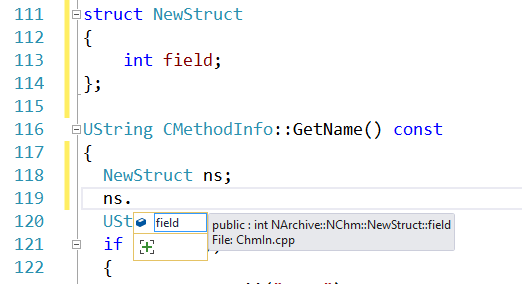 111 struct NewStruct
112 {
113 int field;
114 };
115
116 UString CMethodInfo::GetName() const
117 {
118 NewStruct ns;
119 ns.
field
public : int NArchive::NChm::NewStruct::field
File: ChmIn.cpp
120 USt
121 if
122 {